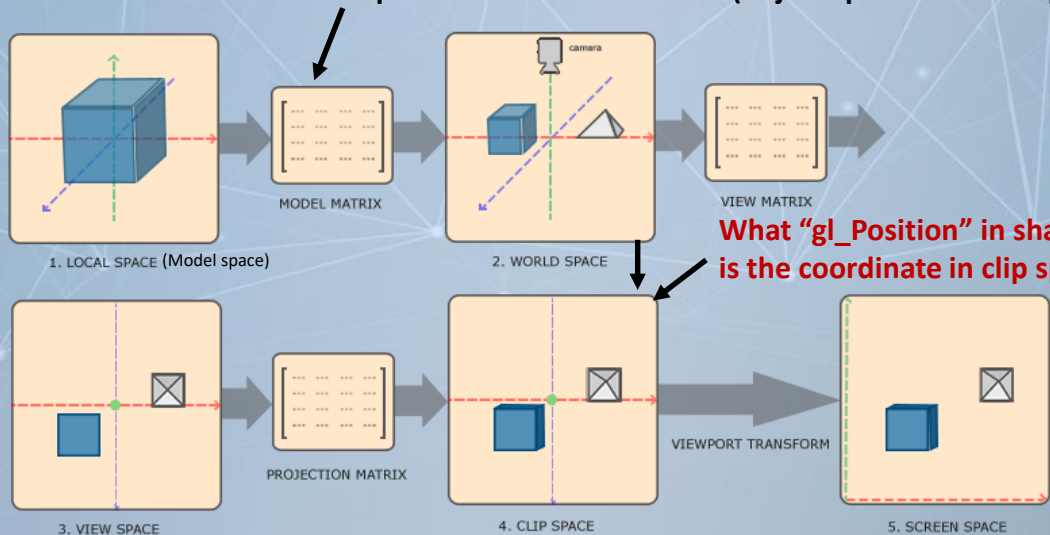 camera
MODEL MATRIX
VIEW MATRIX
1. LOCAL SPACE (Model space)
2. WORLD SPACE
What “gl_Position” in
is the coordinate in clip
PROJECTION MATRIX
VIEWPORT TRANSFORM
3. VIEW SPACE
4. CLIP SPACE
5. SCREEN SPACE